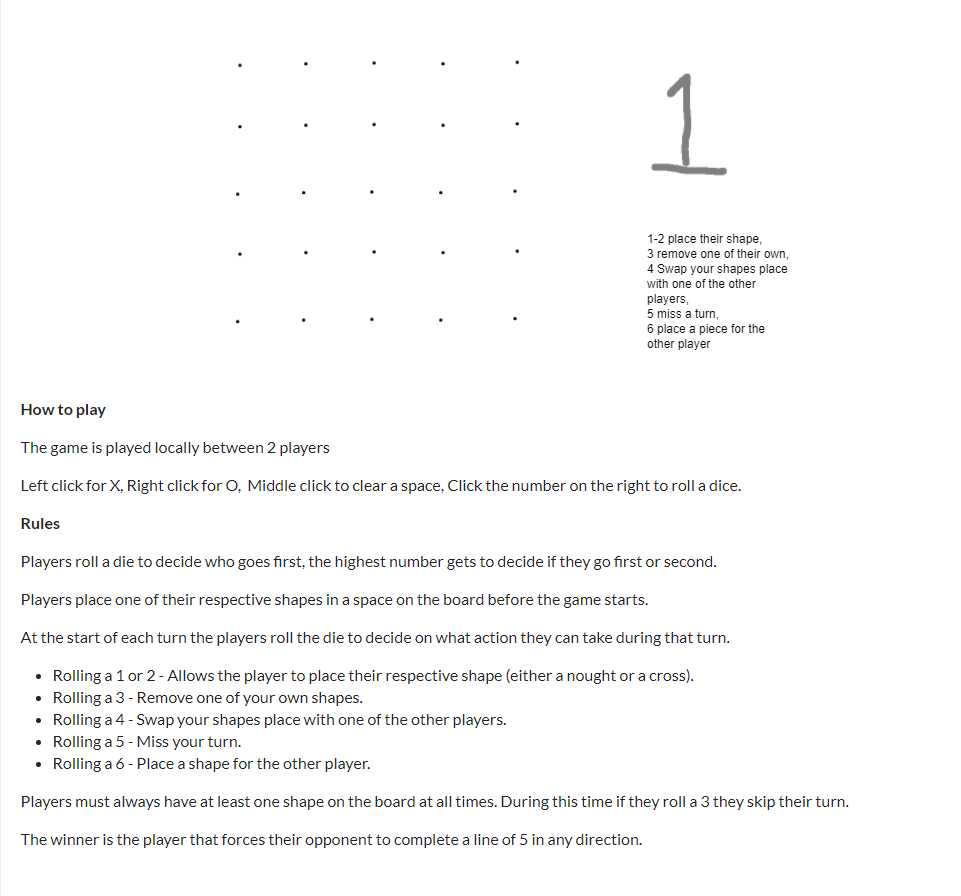 1
1-2 place their shape,
3 remove one of their own,
4 Swap your shapes place
with one of the other
players,
5 miss a turn,
6 place a piece for the
other player
How to play
The game is played locally between 2 players
Left click for X, Right click for O,  Middle click to clear a space, Click the number on the right to roll a dice.
Rules
Players roll a die to decide who goes first, the highest number gets to decide if they go first or second.
Players place one of their respective shapes in a space on the board before the game starts.
At the start of each turn the players roll the die to decide on what action they can take during that turn.
• Rolling a 1 or 2 - Allows the player to place their respective shape (either a nought or a cross).
• Rolling a 3 - Remove one of your own shapes.
• Rolling a 4 - Swap your shapes place with one of the other players.
• Rolling a 5 - Miss your turn.
• Rolling a 6 - Place a shape for the other player.
Players must always have at least one shape on the board at all times. During this time if they roll a 3 they skip their turn.
The winner is the player that forces their opponent to complete a line of 5 in any direction.